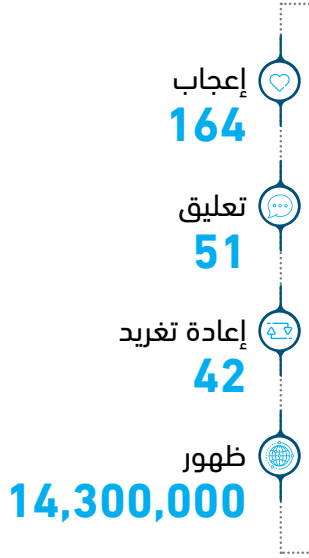 إعجاب
164
تعليق
51
إعادة تغريد
42
ظهور
14,300,000